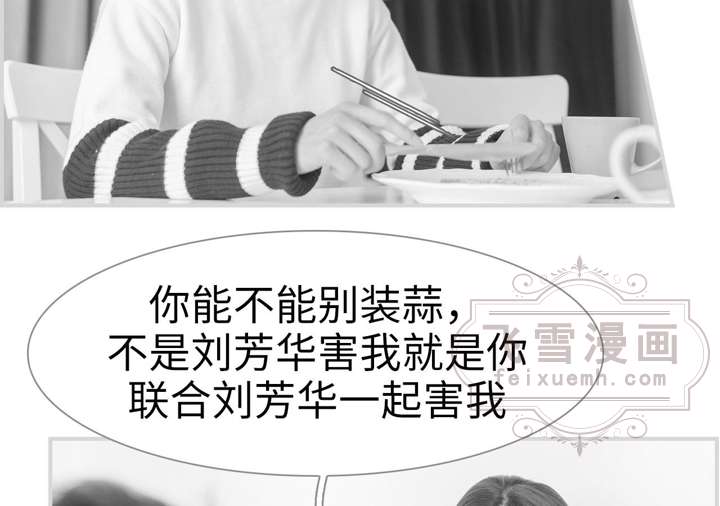 你能不能别装蒜，
不是刘芳华害我就是你
联合刘芳华一起害我
飞雪漫画
feixuemh.com